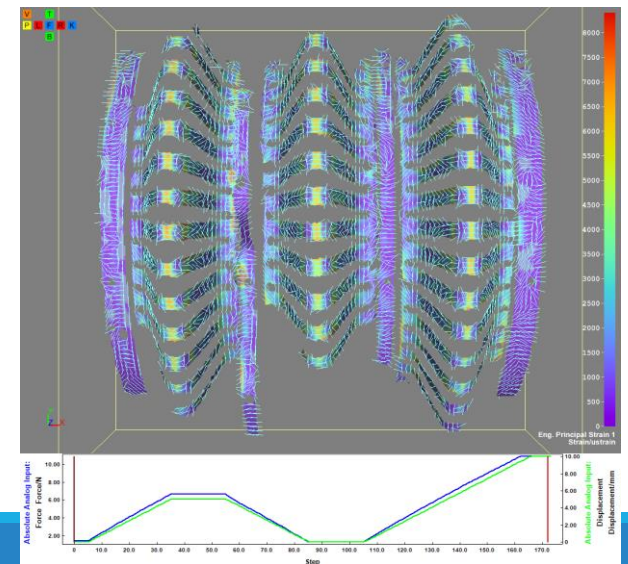 V T
P L F R K
B
8000
7500
7000
6500
6000
5500
5000
4500
4000
3500
3000
2500
2000
1500
1000
500
0
Y
Z X
Eng. Principal Strain 1
Strain/ustrain
Absolute Analog Input:
Force Force/N
10.00
8.00
6.00
4.00
2.00
10.00
8.00
6.00
4.00
2.00
0
Absolute Analog Input:
Displacement
Displacement/mm
0 10.0 20.0 30.0 40.0 50.0 60.0 70.0 80.0 90.0 100.0 110.0 120.0 130.0 140.0 150.0 160.0 170.0
Step